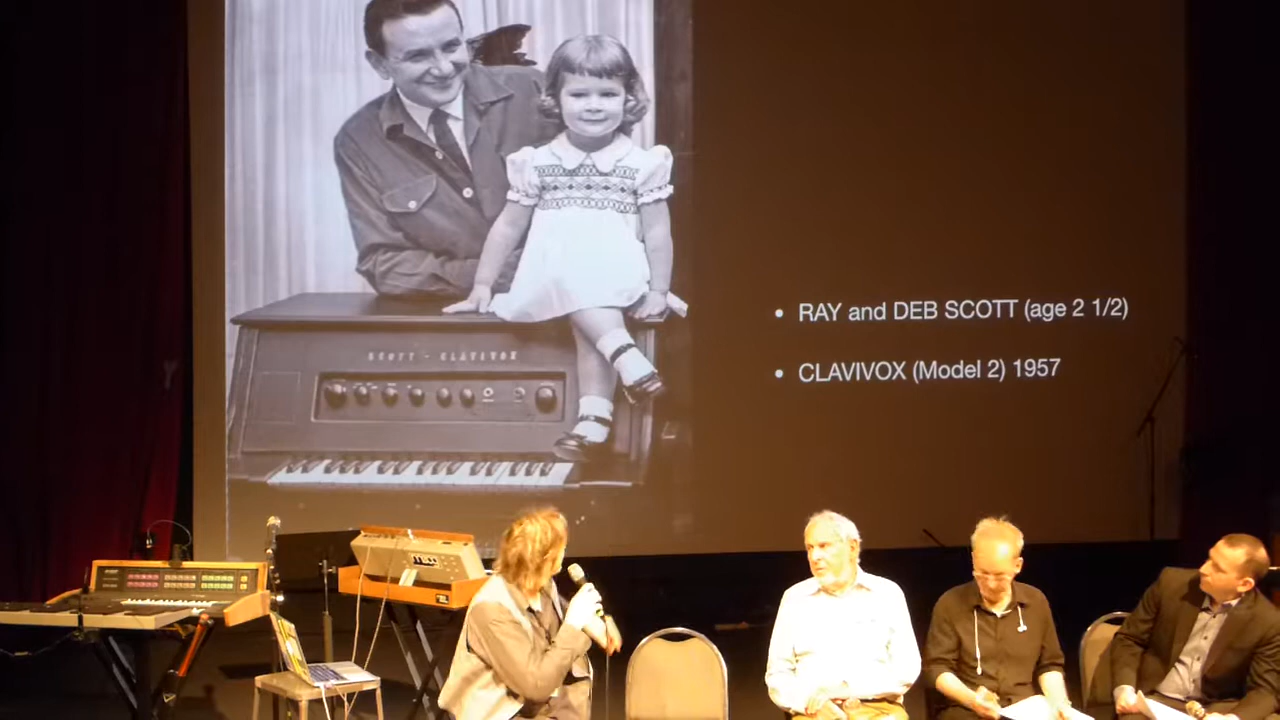 SCOTT - CLAVIVOX
• RAY and DEB SCOTT (age 2 1/2)
• CLAVIVOX (Model 2) 1957